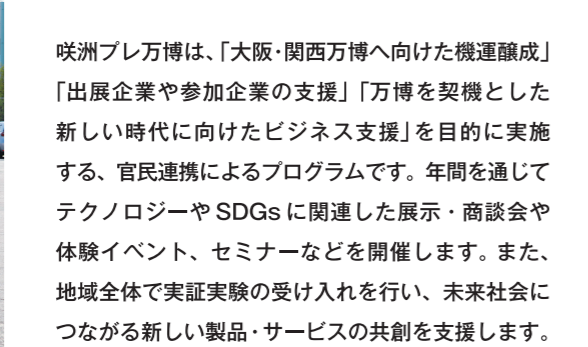 咲洲プレ万博は、「大阪・関西万博へ向けた機運醸成」
「出展企業や参加企業の支援」「万博を契機とした
新しい時代に向けたビジネス支援」を目的に実施
する、官民連携によるプログラムです。年間を通じて
テクノロジーや SDGs に関連した展示・商談会や
体験イベント、セミナーなどを開催します。また、
地域全体で実証実験の受け入れを行い、未来社会に
つながる新しい製品・サービスの共創を支援します。